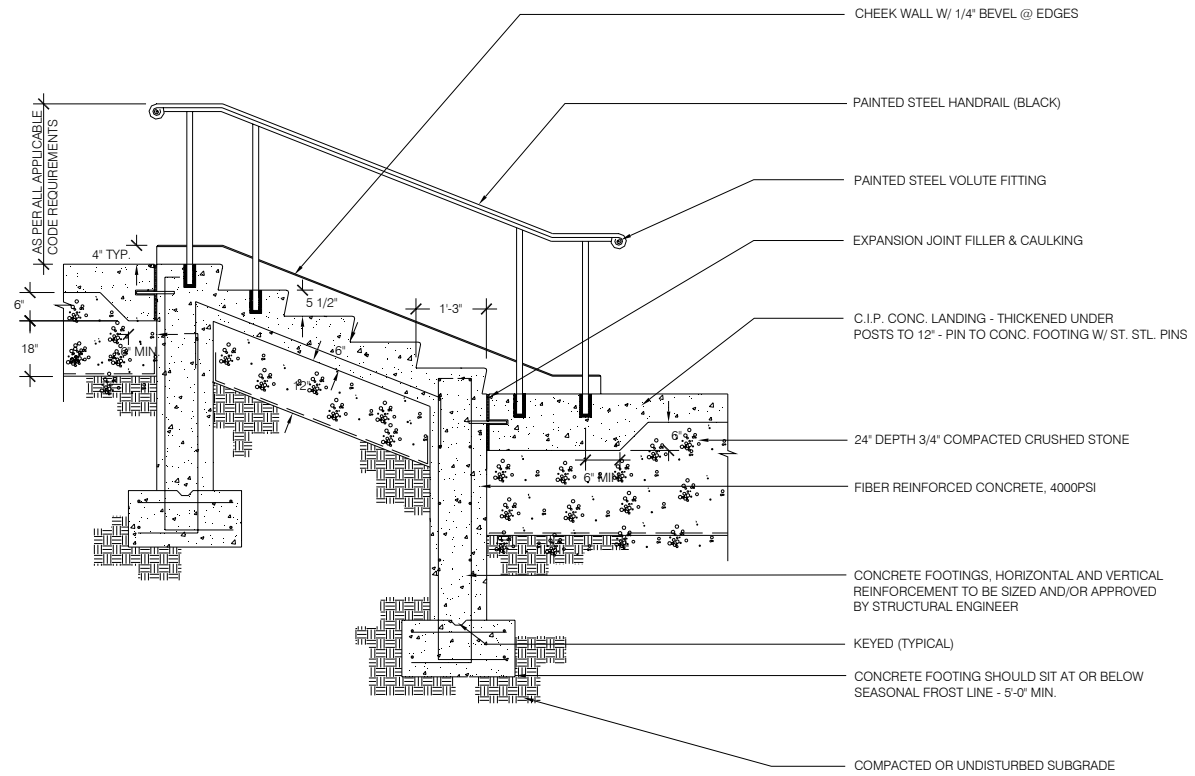 CHEEK WALL W/ 1/4" BEVEL @ EDGES
PAINTED STEEL HANDRAIL (BLACK)
AS PER ALL APPLICABLE
CODE REQUIREMENTS
PAINTED STEEL VOLUTE FITTING
EXPANSION JOINT FILLER & CAULKING
4" TYP.
6"
5 1/2"
1'-3"
C.I.P. CONC. LANDING - THICKENED UNDER
POSTS TO 12" - PIN TO CONC. FOOTING W/ ST. STL. PINS
18"
6" MIN.
6"
12"
6"
24" DEPTH 3/4" COMPACTED CRUSHED STONE
6" MIN.
FIBER REINFORCED CONCRETE, 4000PSI
CONCRETE FOOTINGS, HORIZONTAL AND VERTICAL
REINFORCEMENT TO BE SIZED AND/OR APPROVED
BY STRUCTURAL ENGINEER
KEYED (TYPICAL)
CONCRETE FOOTING SHOULD SIT AT OR BELOW
SEASONAL FROST LINE - 5'-0" MIN.
COMPACTED OR UNDISTURBED SUBGRADE